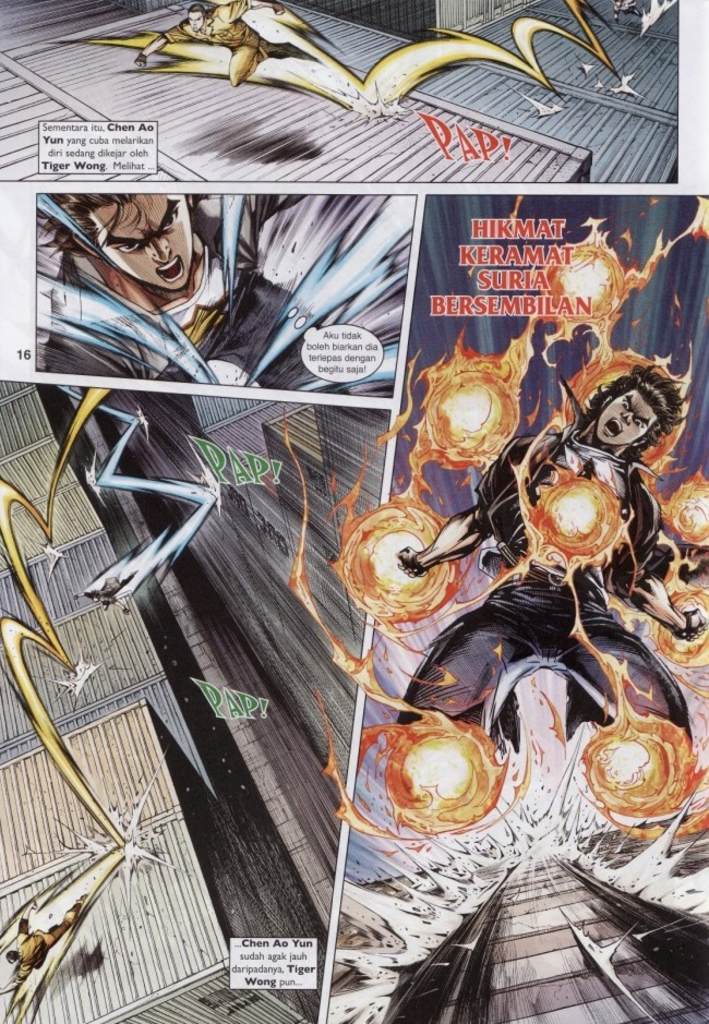 Sementara itu, Chen Ao
Yun yang cuba melarikan
diri sedang dikejar oleh
Tiger Wong. Melihat ...
PAP!
16
Aku tidak
boleh biarkan dia
terlepas dengan
begitu saja!
HIKMAT
KERAMAT
SURIA
BERSEMBILAN
PAP!
PAP!
...Chen Ao Yun
sudah agak jauh
daripadanya, Tiger
Wong pun...